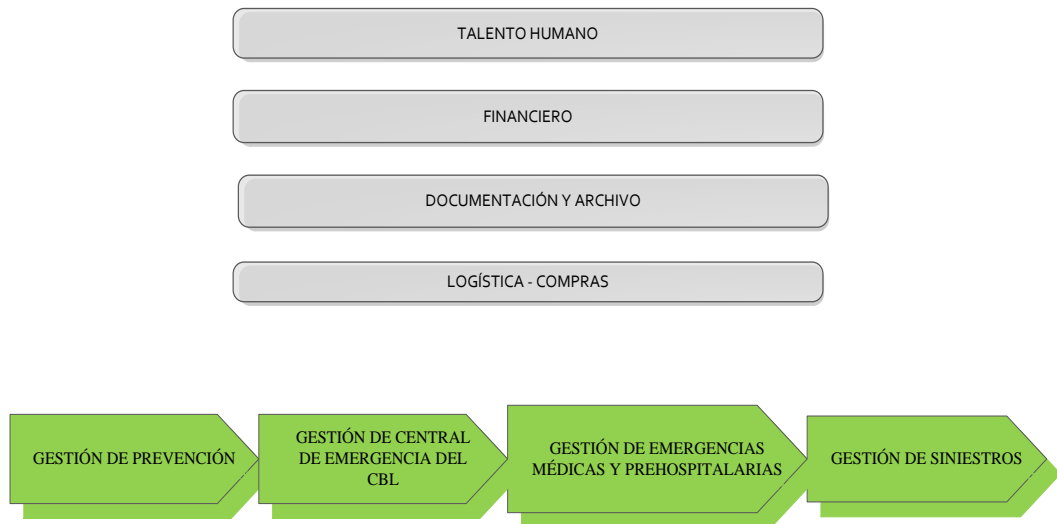 TALENTO HUMANO
FINANCIERO
DOCUMENTACIÓN Y ARCHIVO
LOGÍSTICA - COMPRAS
GESTIÓN DE PREVENCIÓN
GESTIÓN DE CENTRAL
DE EMERGENCIA DEL
CBL
GESTIÓN DE EMERGENCIAS
MÉDICAS Y PREHOSPITALARIAS
GESTIÓN DE SINIESTROS